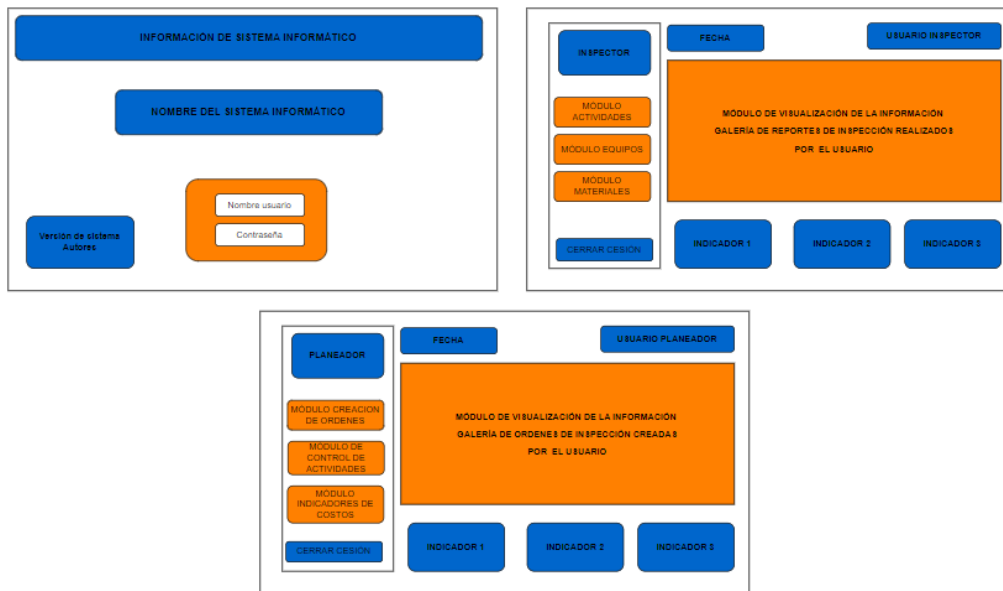 INFORMACIÓN DE SISTEMA INFORMÁTICO
NOMBRE DEL SISTEMA INFORMÁTICO
Nombre usuario
Contraseña
Versión de sistema
Autores
INSPECTOR
FECHA
USUARIO INSPECTOR
MÓDULO
ACTIVIDADES
MÓDULO EQUIPOS
MÓDULO
MATERIALES
CERRAR CESIÓN
MÓDULO DE VISUALIZACIÓN DE LA INFORMACIÓN
GALERÍA DE REPORTES DE INSPECCIÓN REALIZADOS
POR EL USUARIO
INDICADOR 1
INDICADOR 2
INDICADOR 3
PLANEADOR
FECHA
USUARIO PLANEADOR
MÓDULO CREACION
DE ORDENES
MÓDULO DE
CONTROL DE
ACTIVIDADES
MÓDULO
INDICADORES DE
COSTOS
CERRAR CESIÓN
MÓDULO DE VISUALIZACIÓN DE LA INFORMACIÓN
GALERÍA DE ORDENES DE INSPECCIÓN CREADAS
POR EL USUARIO
INDICADOR 1
INDICADOR 2
INDICADOR 3